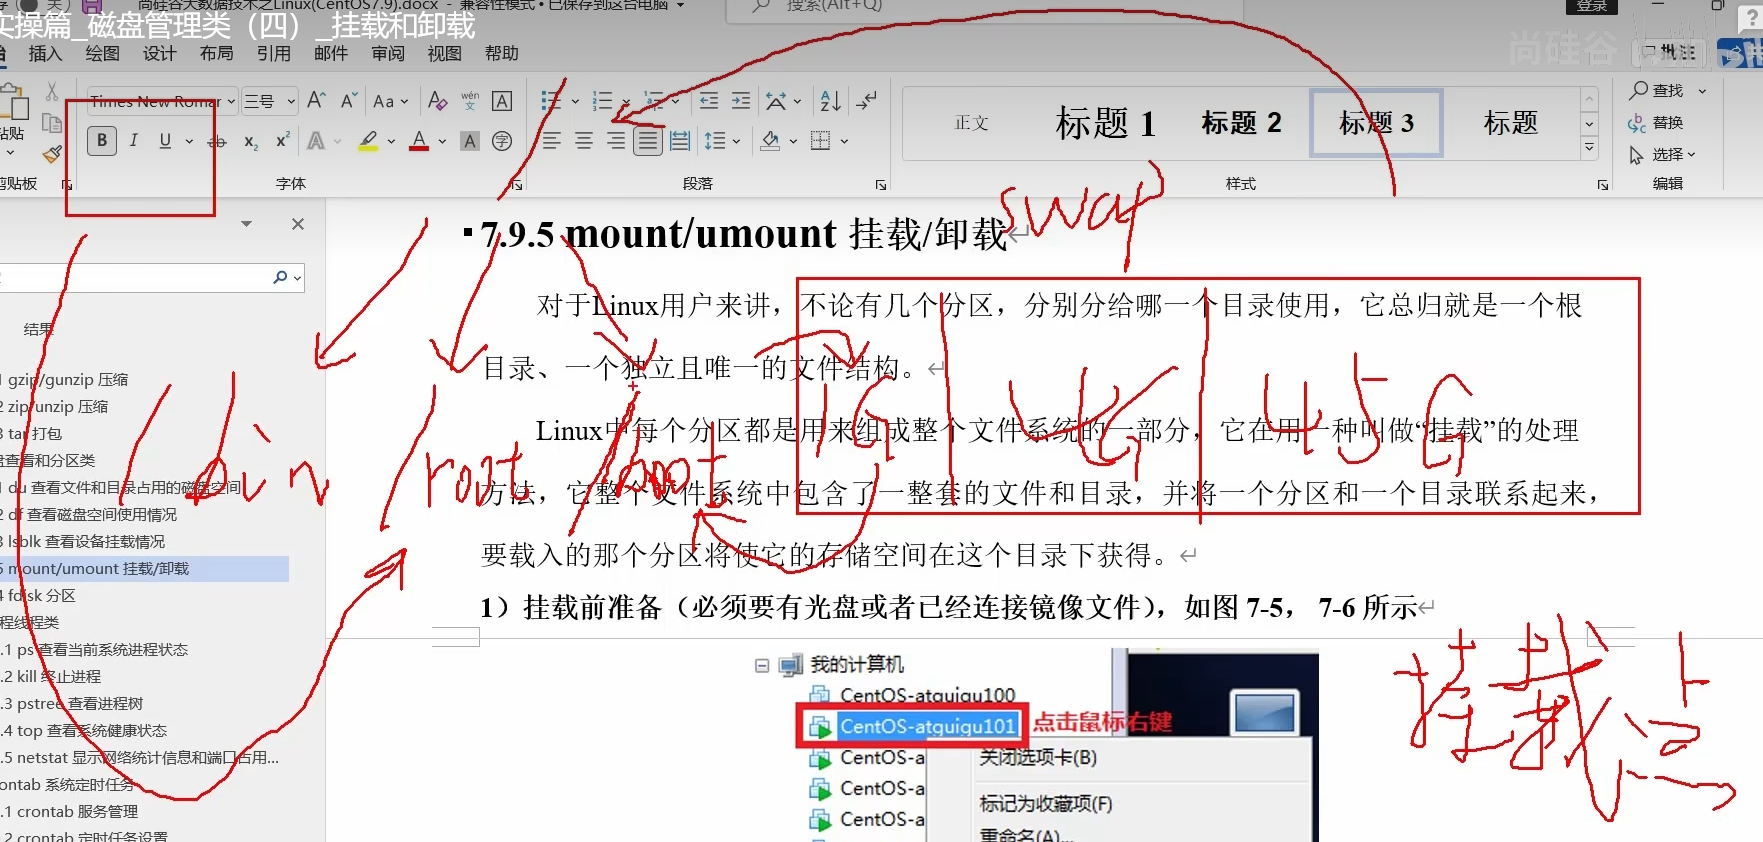 尚硅谷大数据技术之Linux(CentOS7.9).docx - 兼容性模式 • 已保存到这台电脑
搜索(Alt+Q)
登录
实操篇_磁盘管理类（四）_挂载和卸载
尚硅谷
插入 绘图 设计 布局 引用 邮件 审阅 视图 帮助
批注
Times New Roman 三号 A A Aa wén 文 A
查找
粘贴
B I U ab x₂ x² A A A 字
正文 标题 1 标题 2 标题 3 标题
替换
选择
剪贴板 字体 段落 样式 编辑
swap
7.9.5 mount/umount 挂载/卸载
对于Linux用户来讲，不论有几个分区，分别分给哪一个目录使用，它总归就是一个根
目录、一个独立且唯一的文件结构。
Linux中每个分区都是用来组成整个文件系统的一部分，它在用一种叫做“挂载”的处理
方法，它整个文件系统中包含了一整套的文件和目录，并将一个分区和一个目录联系起来，
要载入的那个分区将使它的存储空间在这个目录下获得。
1）挂载前准备（必须要有光盘或者已经连接镜像文件），如图 7-5， 7-6 所示
1G 4G 45G
/bin /root /boot
挂载点
结果
1 gzip/gunzip 压缩
2 zip/unzip 压缩
3 tar 打包
盘查看和分区类
1 du 查看文件和目录占用的磁盘空间
2 df 查看磁盘空间使用情况
3 lsblk 查看设备挂载情况
5 mount/umount 挂载/卸载
4 fdisk 分区
程线程类
.1 ps 查看当前系统进程状态
.2 kill 终止进程
.3 pstree 查看进程树
.4 top 查看系统健康状态
.5 netstat 显示网络统计信息和端口占用...
ontab 系统定时任务
.1 crontab 服务管理
.2 crontab 定时任务设置
我的计算机
CentOS-atguigu100
CentOS-atguigu101
点击鼠标右键
CentOS-a
CentOS-a
CentOS-a
关闭选项卡(B)
标记为收藏项(F)
重命名(A)...